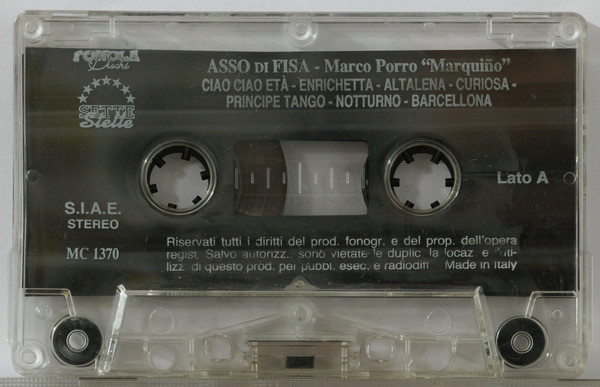 FONOLA
Dischi
SETTE
Stelle
ASSO DI FISA - Marco Porro "Marquiño"
CIAO CIAO ETÀ - ENRICHETTA - ALTALENA - CURIOSA -
PRINCIPE TANGO - NOTTURNO - BARCELLONA
Lato A
S.I.A.E.
STEREO
MC 1370
Riservati tutti i diritti del prod. fonogr. e del prop. dell'opera
regist. Salvo autorizz. sono vietate le duplic. la locaz. e l'uti-
lizz. di questo prod. per pubbl. esec. e radiodiff. Made in Italy